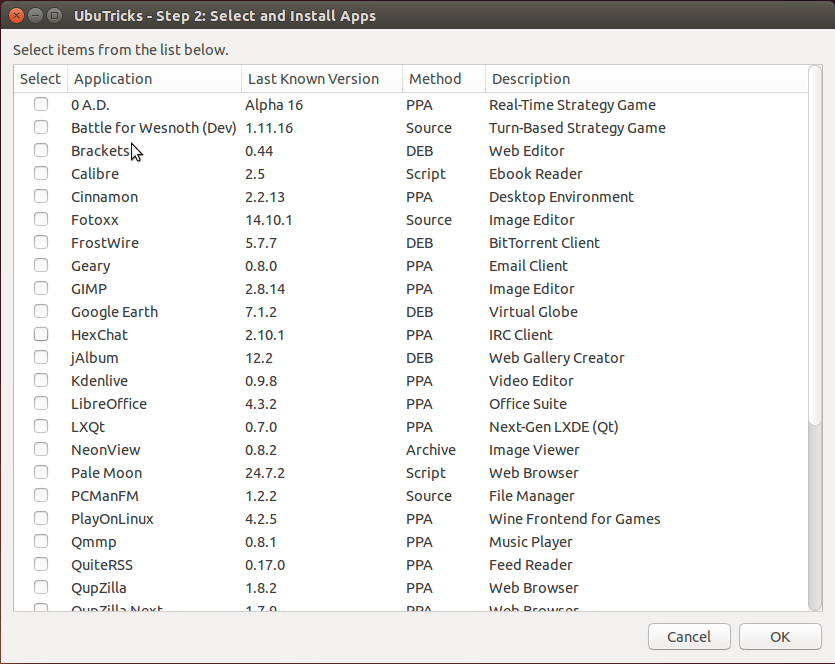 UbuTricks - Step 2: Select and Install Apps
Select items from the list below.
Select Application Last Known Version Method Description
0 A.D. Alpha 16 PPA Real-Time Strategy Game
Battle for Wesnoth (Dev) 1.11.16 Source Turn-Based Strategy Game
Brackets 0.44 DEB Web Editor
Calibre 2.5 Script Ebook Reader
Cinnamon 2.2.13 PPA Desktop Environment
Fotoxx 14.10.1 Source Image Editor
FrostWire 5.7.7 DEB BitTorrent Client
Geary 0.8.0 PPA Email Client
GIMP 2.8.14 PPA Image Editor
Google Earth 7.1.2 DEB Virtual Globe
HexChat 2.10.1 PPA IRC Client
jAlbum 12.2 DEB Web Gallery Creator
Kdenlive 0.9.8 PPA Video Editor
LibreOffice 4.3.2 PPA Office Suite
LXQt 0.7.0 PPA Next-Gen LXDE (Qt)
NeonView 0.8.2 Archive Image Viewer
Pale Moon 24.7.2 Script Web Browser
PCManFM 1.2.2 Source File Manager
PlayOnLinux 4.2.5 PPA Wine Frontend for Games
Qmmp 0.8.1 PPA Music Player
QuiteRSS 0.17.0 PPA Feed Reader
QupZilla 1.8.2 PPA Web Browser
QupZilla Next 1.7.9 PPA Web Browser
Cancel OK